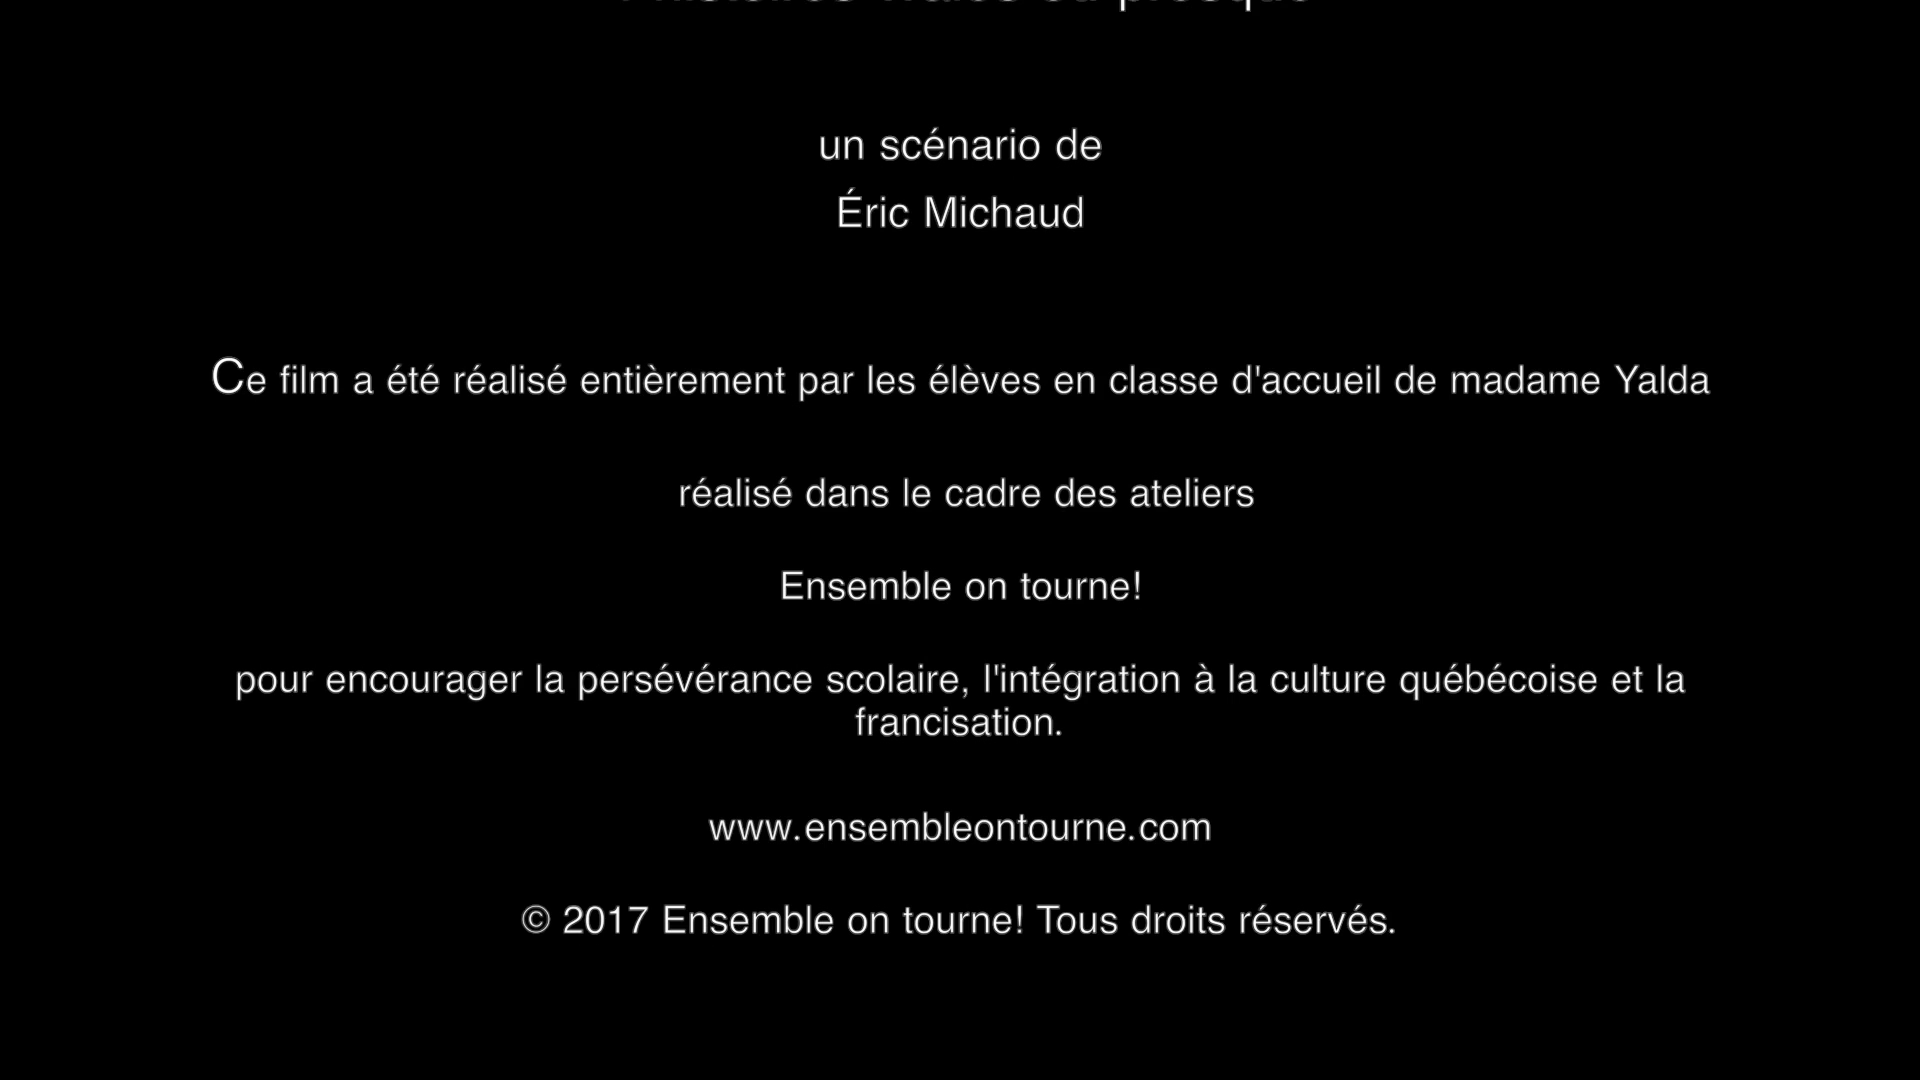 un scénario de
Éric Michaud
Ce film a été réalisé entièrement par les élèves en classe d'accueil de madame Yalda
réalisé dans le cadre des ateliers
Ensemble on tourne!
pour encourager la persévérance scolaire, l'intégration à la culture québécoise et la
francisation.
www.ensembleontourne.com
© 2017 Ensemble on tourne! Tous droits réservés.